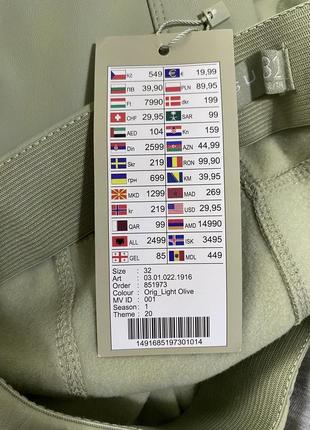 Kč 549 € 19,99
ЛВ 39,90 PLN 89,95
Ft 7990 dkr 199
CHF 29,95 SAR 99
AED 104 Kn 159
Din 2599 AZN 44,99
Skr 219 RON 99,90
грн 699 KM 39,95
MKD 1299 MAD 269
kr 219 USD 29,95
QAR 99 AMD 14990
ALL 2499 ISK 3495
GEL 85 MDL 449
Size : 32
Art : 03.01.022.1916
Order : 851973
Colour : Orig_Light Olive
MV ID : 001
Season : 1
Theme : 20
1491685197301014